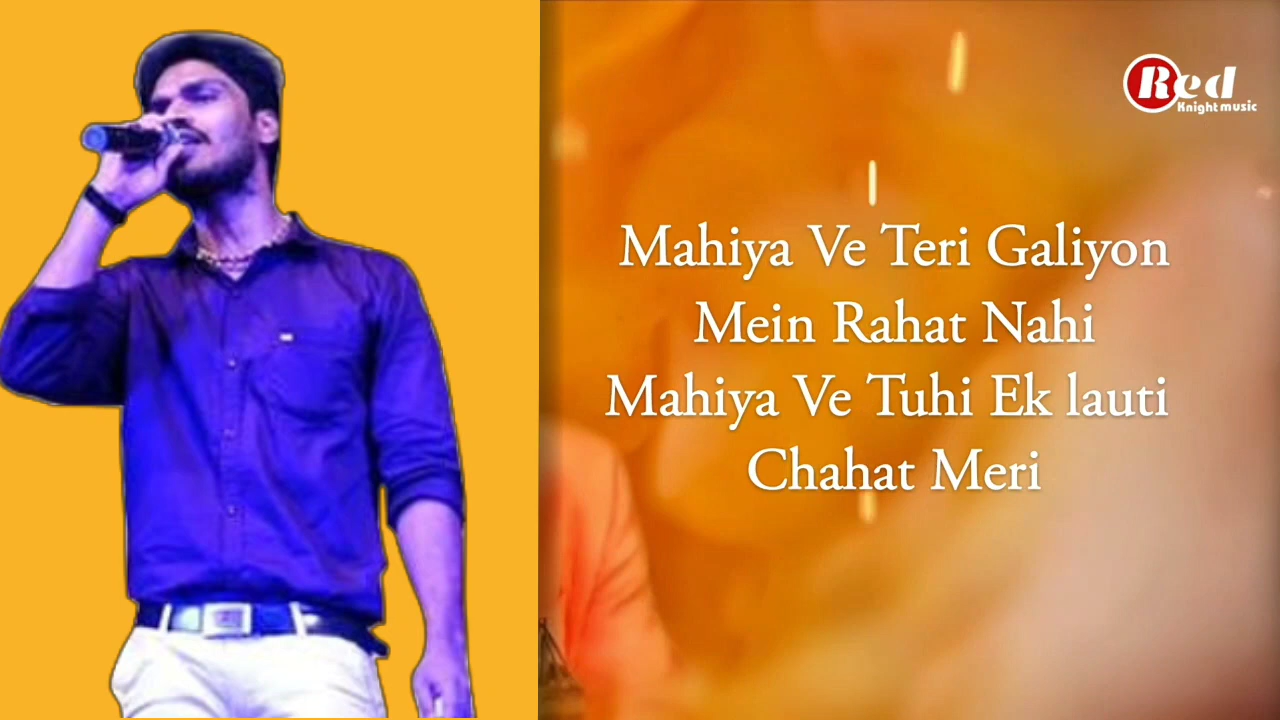 Red
Knight music
Mahiya Ve Teri Galiyon
Mein Rahat Nahi
Mahiya Ve Tuhi Ek lauti
Chahat Meri